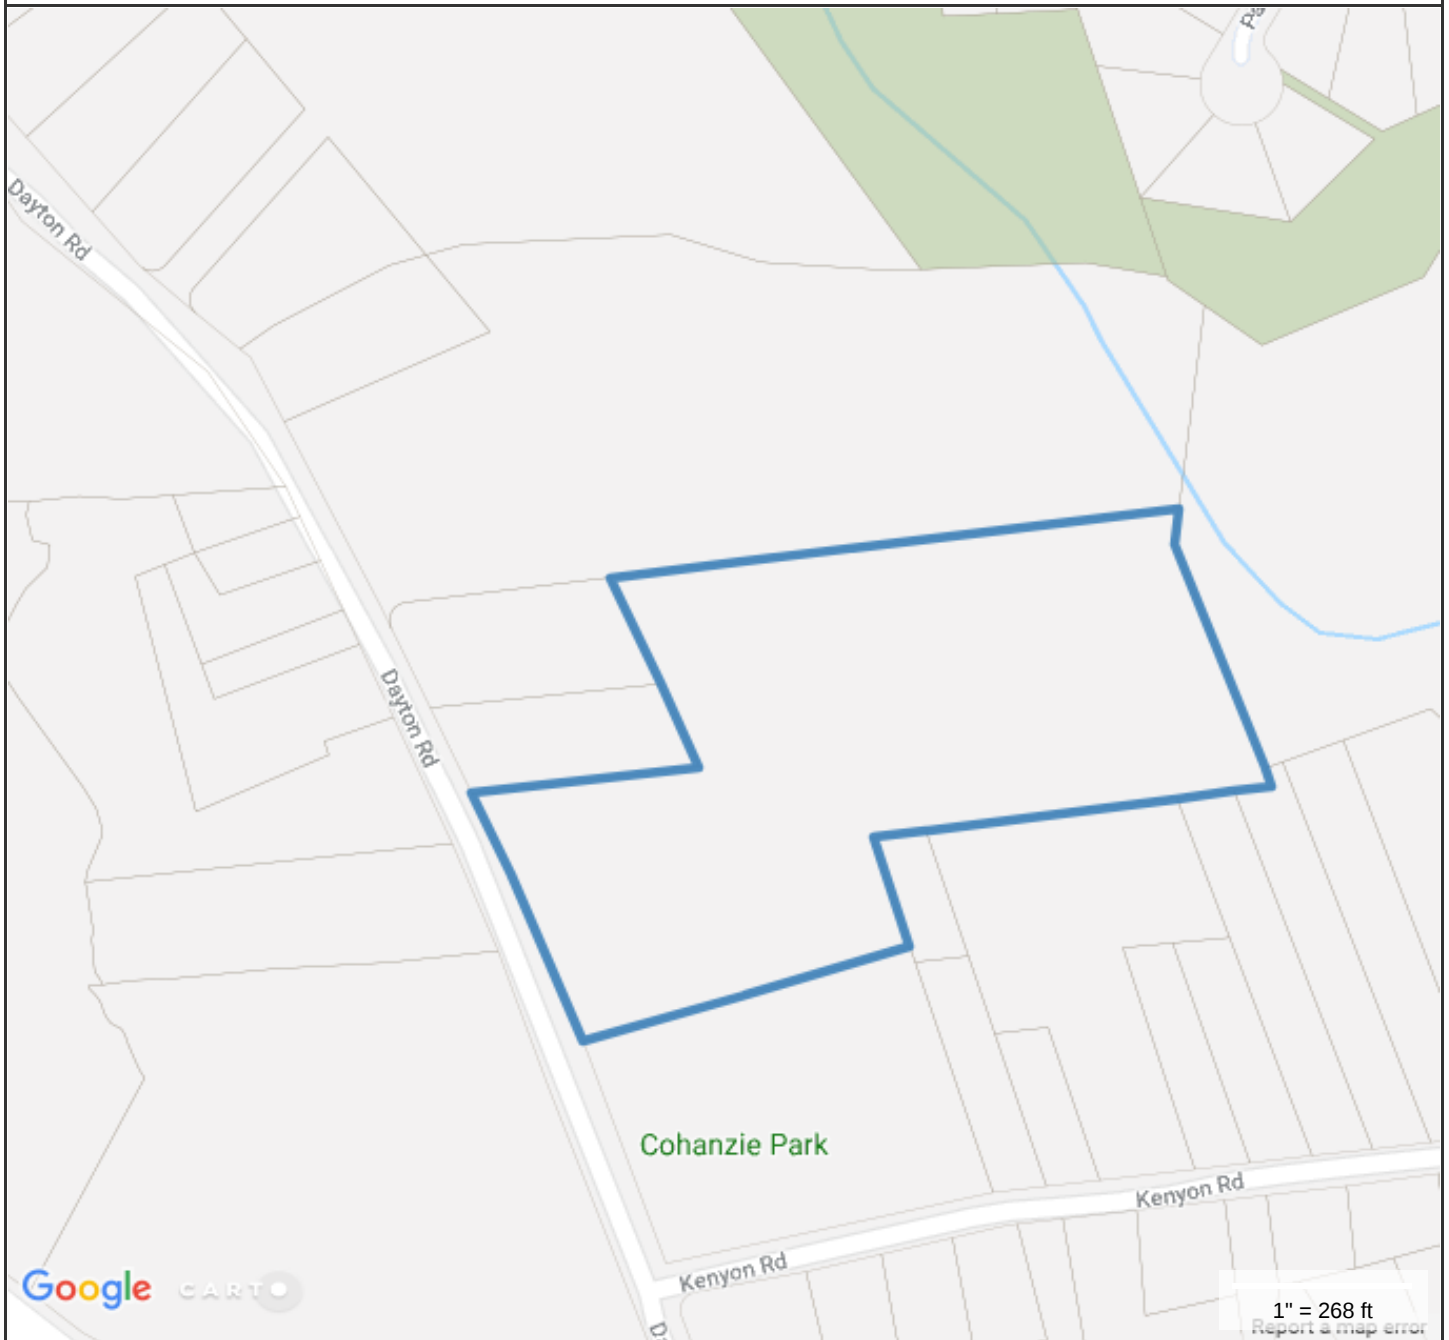 Dayton Rd
Dayton Rd
Cohanzie Park
Kenyon Rd
Kenyon Rd
Google
CARTO
1" = 268 ft
Report a map error